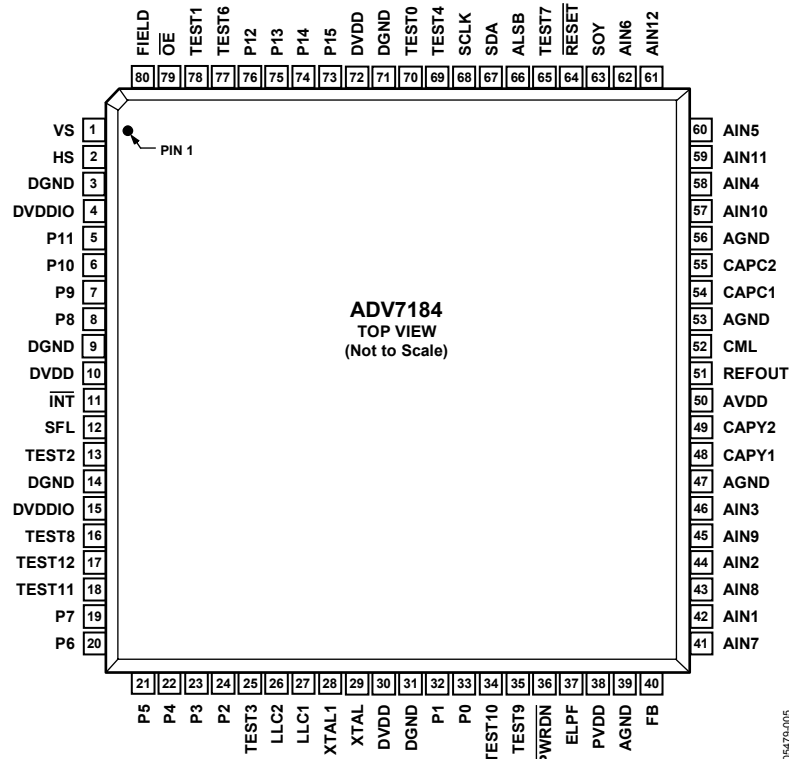 FIELD
OE
TEST1
TEST6
P12
P13
P14
P15
DVDD
DGND
TEST0
TEST4
SCLK
SDA
ALSB
TEST7
RESET
SOY
AIN6
AIN12
80 79 78 77 76 75 74 73 72 71 70 69 68 67 66 65 64 63 62 61
VS 1
HS 2
DGND 3
DVDDIO 4
P11 5
P10 6
P9 7
P8 8
DGND 9
DVDD 10
INT 11
SFL 12
TEST2 13
DGND 14
DVDDIO 15
TEST8 16
TEST12 17
TEST11 18
P7 19
P6 20
PIN 1
ADV7184
TOP VIEW
(Not to Scale)
60 AIN5
59 AIN11
58 AIN4
57 AIN10
56 AGND
55 CAPC2
54 CAPC1
53 AGND
52 CML
51 REFOUT
50 AVDD
49 CAPY2
48 CAPY1
47 AGND
46 AIN3
45 AIN9
44 AIN2
43 AIN8
42 AIN1
41 AIN7
21 22 23 24 25 26 27 28 29 30 31 32 33 34 35 36 37 38 39 40
P5
P4
P3
P2
TEST3
LLC2
LLC1
XTAL1
XTAL
DVDD
DGND
P1
P0
TEST10
TEST9
PWRDN
ELPF
PVDD
AGND
FB
05479-005